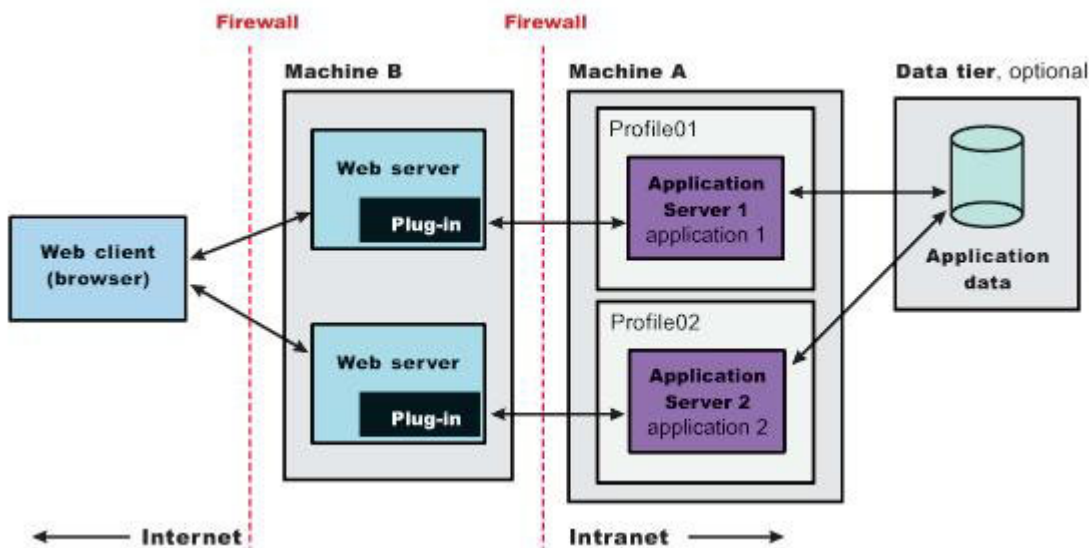 Firewall
Firewall
Machine B
Machine A
Data tier, optional
Profile01
Web server
Plug-in
Application
Server 1
application 1
Web client
(browser)
Application
data
Profile02
Web server
Plug-in
Application
Server 2
application 2
Internet
Intranet